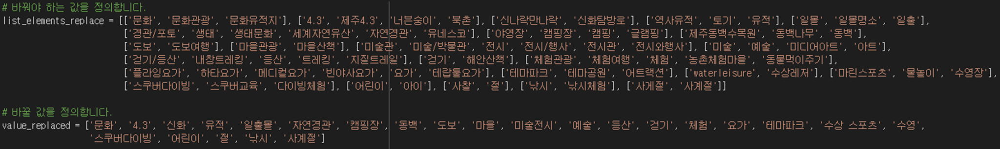 # 바꿔야 하는 값을 정의합니다.
list_elements_replace = [['문화', '문화관광', '문화유적지'], ['4.3', '제주4.3', '너븐숭이', '북촌'], ['신나락만나락', '신화탐방로'], ['역사유적', '토기', '유적'], ['일몰', '일몰명소', '일출'],
['경관/포토', '생태', '생태문화', '세계자연유산', '자연경관', '유네스코'], ['야영장', '캠핑장', '캠핑', '글램핑'], ['제주동백수목원', '동백나무', '동백'],
['도보', '도보여행'], ['마을관광', '마을산책'], ['미술관', '미술/박물관', '전시', '전시/행사', '전시관', '전시와행사'], ['미술', '예술', '미디어아트', '아트'],
['걷기/등산', '내창트레킹', '등산', '트레킹', '지질트레일'], ['걷기', '해안산책'], ['체험관광', '체험여행', '체험', '농촌체험마을', '동물먹이주기'],
['플라잉요가', '하타요가', '메디컬요가', '빈야사요가', '요가', '테랍툴요가'], ['테마파크', '테마공원', '어트랙션'], ['waterleisure', '수상레저'], ['마린스포츠', '물놀이', '수영장'],
['스쿠버다이빙', '스쿠버교육', '다이빙체험'], ['어린이', '아이'], ['사찰', '절'], ['낚시', '낚시체험'], ['사게절', '사계절']]
# 바꿀 값을 정의합니다.
value_replaced = ['문화', '4.3', '신화', '유적', '일출몰', '자연경관', '캠핑장', '동백', '도보', '마을', '미술전시', '예술', '등산', '걷기', '체험', '요가', '테마파크', '수상 스포츠', '수영',
'스쿠버다이빙', '어린이', '절', '낚시', '사계절']